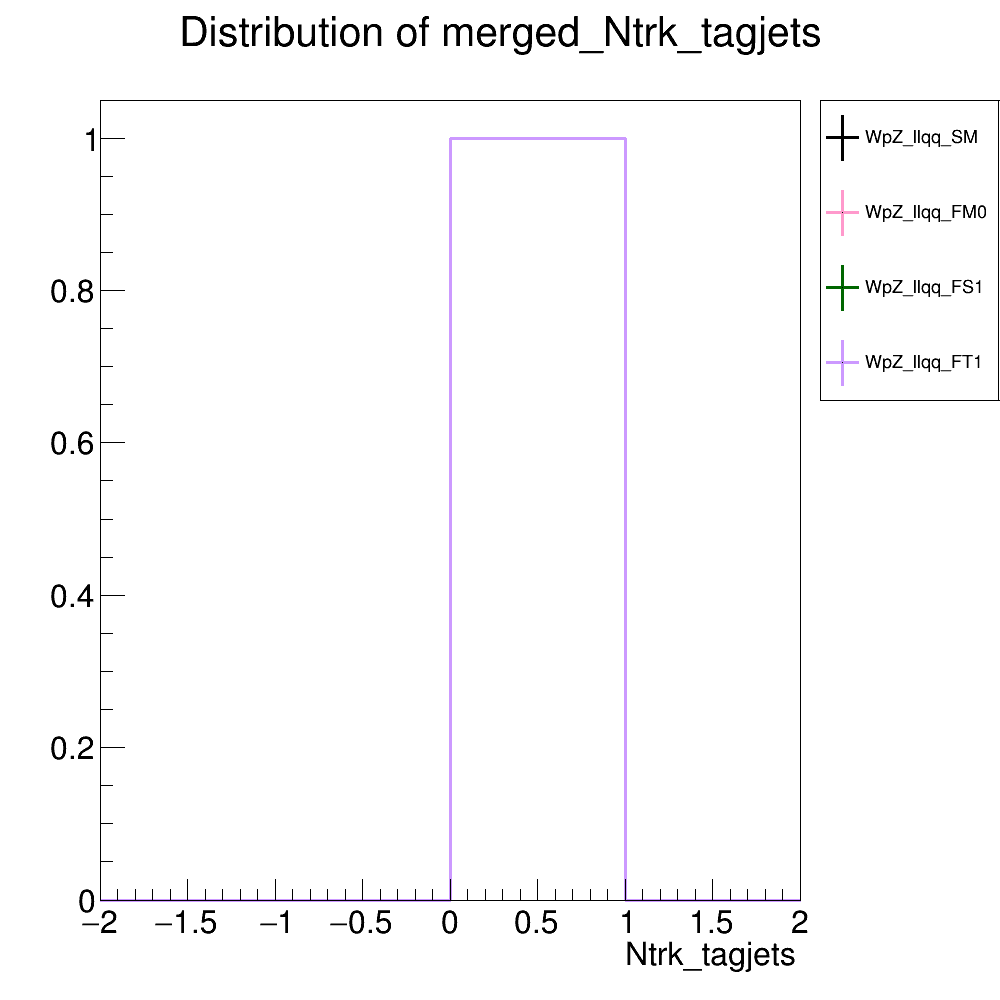 Distribution of merged_Ntrk_tagjets
1
0.8
0.6
0.4
0.2
0
−2 −1.5 −1 −0.5 0 0.5 1 1.5 2
Ntrk_tagjets
WpZ_llqq_SM
WpZ_llqq_FM0
WpZ_llqq_FS1
WpZ_llqq_FT1